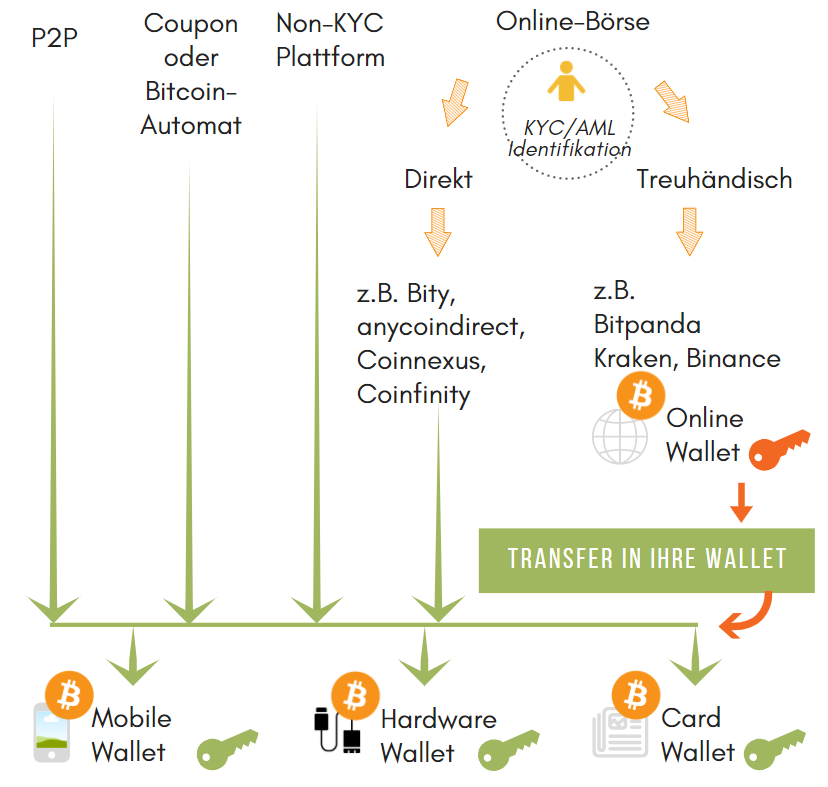 P2P
Coupon
oder
Bitcoin-
Automat
Non-KYC
Plattform
Online-Börse
KYC/AML
Identifikation
Direkt
Treuhändisch
z.B. Bity,
anycoindirect,
Coinnexus,
Coinfinity
z.B.
Bitpanda
Kraken, Binance
Online
Wallet
TRANSFER IN IHRE WALLET
Mobile
Wallet
Hardware
Wallet
Card
Wallet